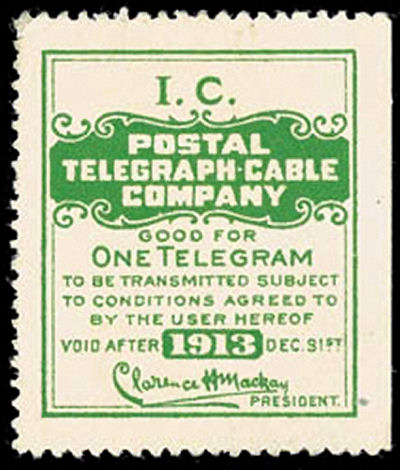 I. C.
POSTAL
TELEGRAPH-CABLE
COMPANY
GOOD FOR
ONE TELEGRAM
TO BE TRANSMITTED SUBJECT
TO CONDITIONS AGREED TO
BY THE USER HEREOF
VOID AFTER 1913 DEC. 31ST
Clarence H Mackay
PRESIDENT.